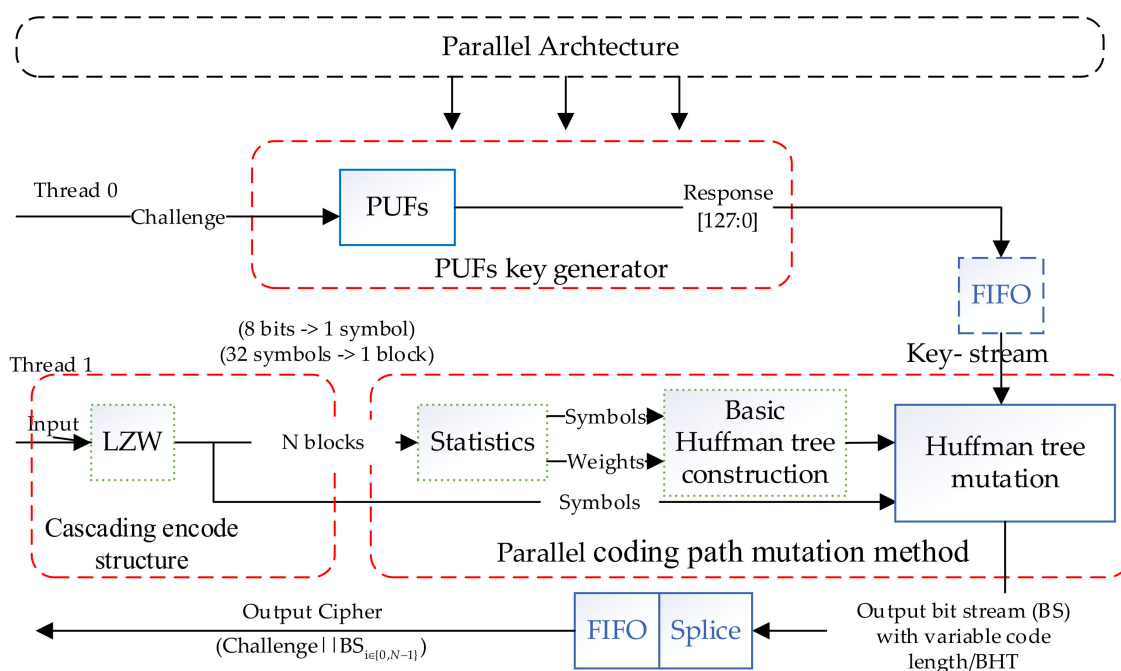 Parallel Archtecture
Thread 0
Challenge
PUFs
Response
[127:0]
PUFs key generator
FIFO
Key- stream
(8 bits -> 1 symbol)
(32 symbols -> 1 block)
Thread 1
Input
LZW
N blocks
Statistics
Symbols
Weights
Basic
Huffman tree
construction
Huffman tree
mutation
Symbols
Cascading encode
structure
Parallel coding path mutation method
Output Cipher
(Challenge||BS_{i∈{0,N−1}})
FIFO
Splice
Output bit stream (BS)
with variable code
length/BHT